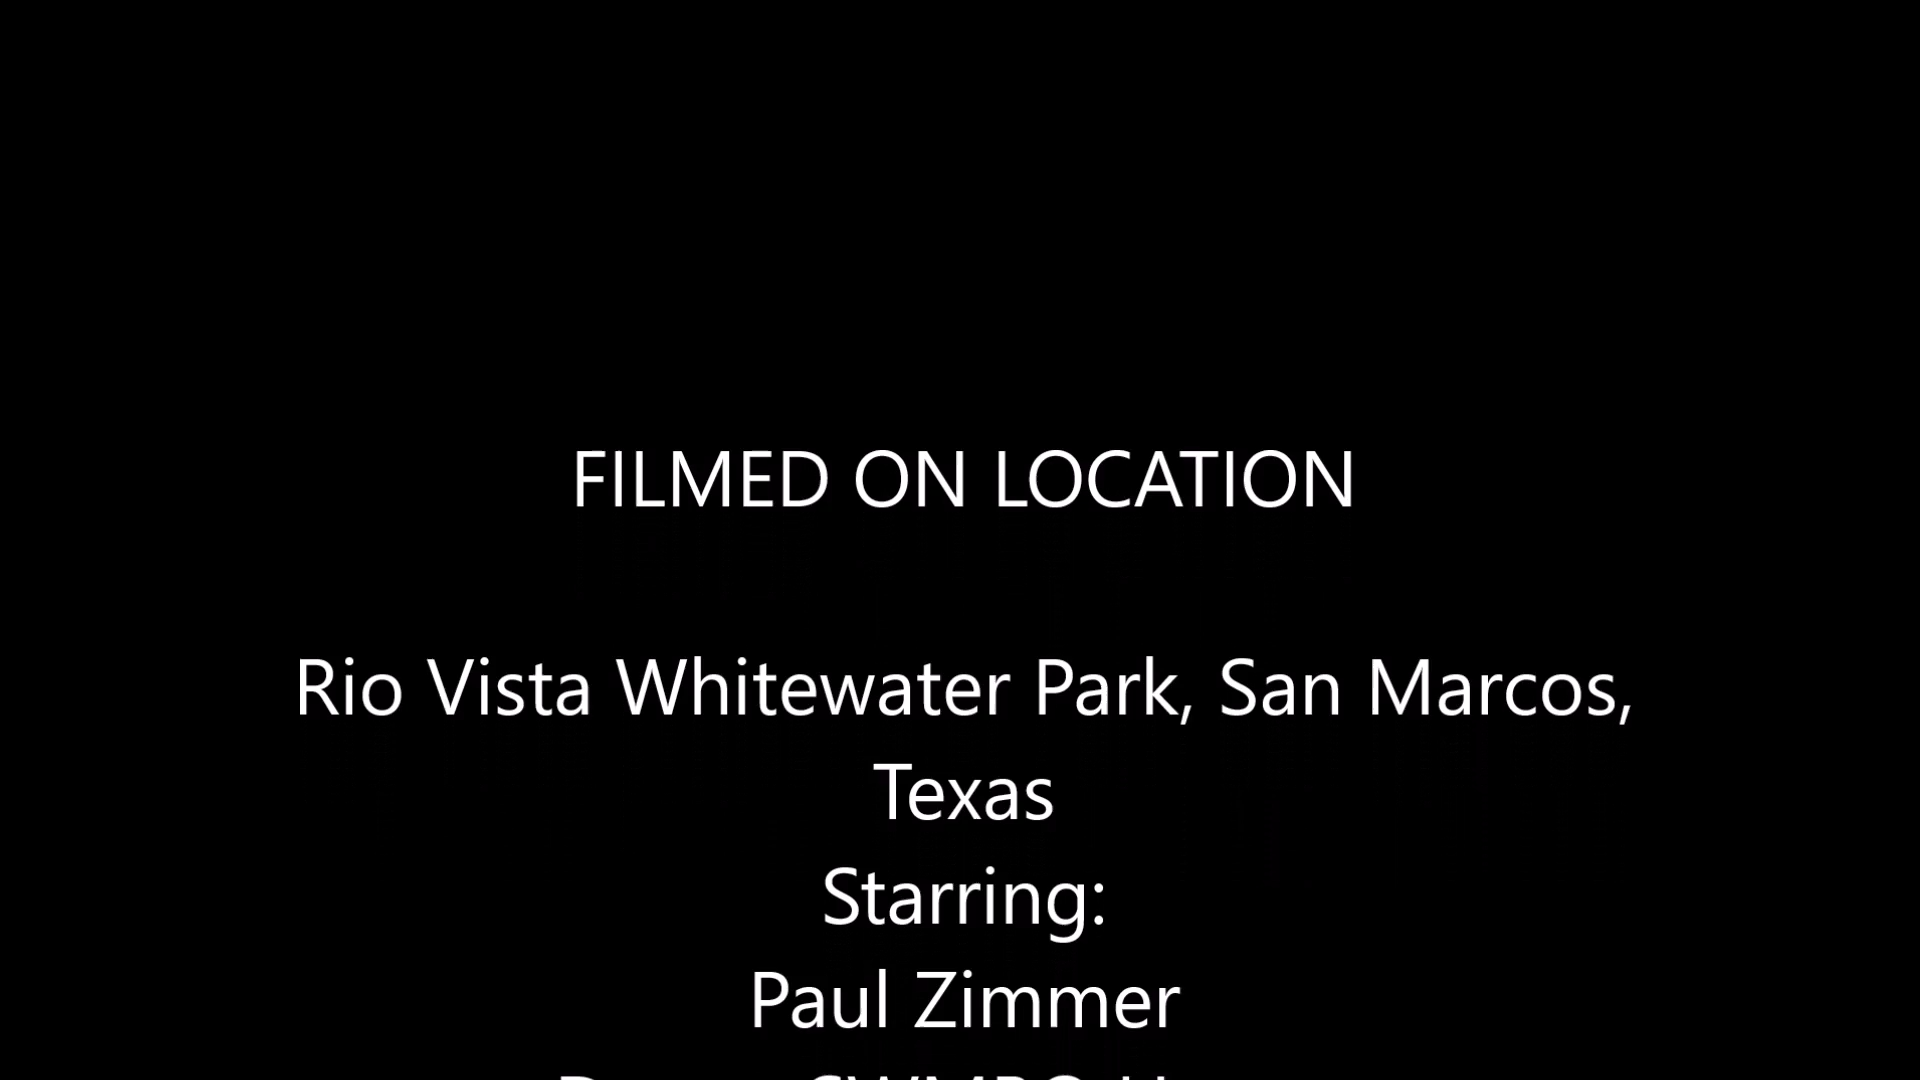 FILMED ON LOCATION
Rio Vista Whitewater Park, San Marcos,
Texas
Starring:
Paul Zimmer